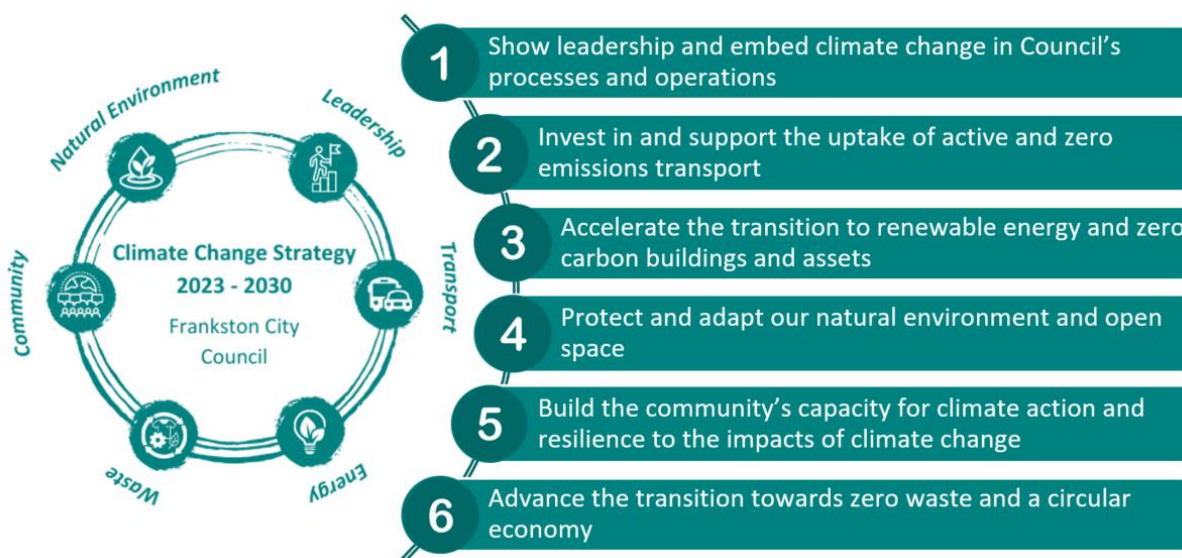 Natural Environment
Leadership
Community
Transport
Waste
Energy
Climate Change Strategy
2023 - 2030
Frankston City
Council
1
Show leadership and embed climate change in Council's
processes and operations
2
Invest in and support the uptake of active and zero
emissions transport
3
Accelerate the transition to renewable energy and zero
carbon buildings and assets
4
Protect and adapt our natural environment and open
space
5
Build the community's capacity for climate action and
resilience to the impacts of climate change
6
Advance the transition towards zero waste and a circular
economy